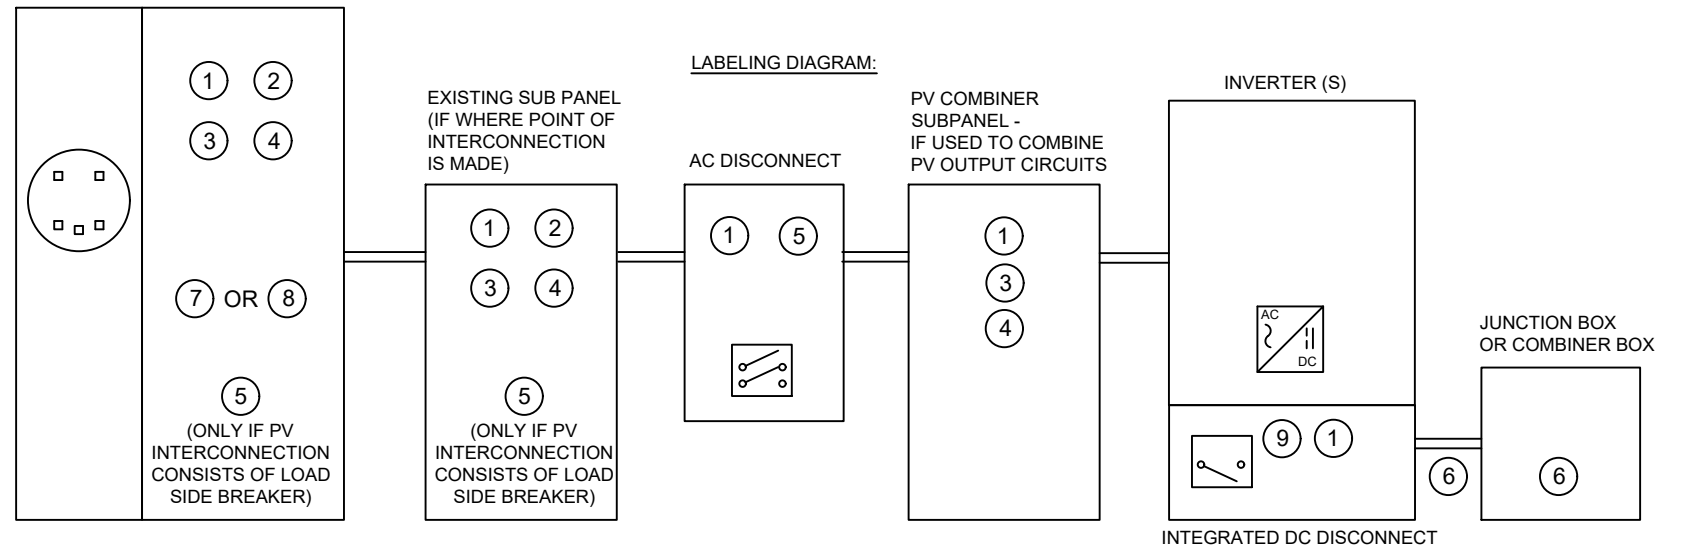 LABELING DIAGRAM:
1 2
3 4
7 OR 8
5
(ONLY IF PV
INTERCONNECTION
CONSISTS OF LOAD
SIDE BREAKER)
EXISTING SUB PANEL
(IF WHERE POINT OF
INTERCONNECTION
IS MADE)
1 2
3 4
5
(ONLY IF PV
INTERCONNECTION
CONSISTS OF LOAD
SIDE BREAKER)
AC DISCONNECT
1 5
PV COMBINER
SUBPANEL -
IF USED TO COMBINE
PV OUTPUT CIRCUITS
1
3
4
INVERTER (S)
AC
DC
9 1
INTEGRATED DC DISCONNECT
6
JUNCTION BOX
OR COMBINER BOX
6